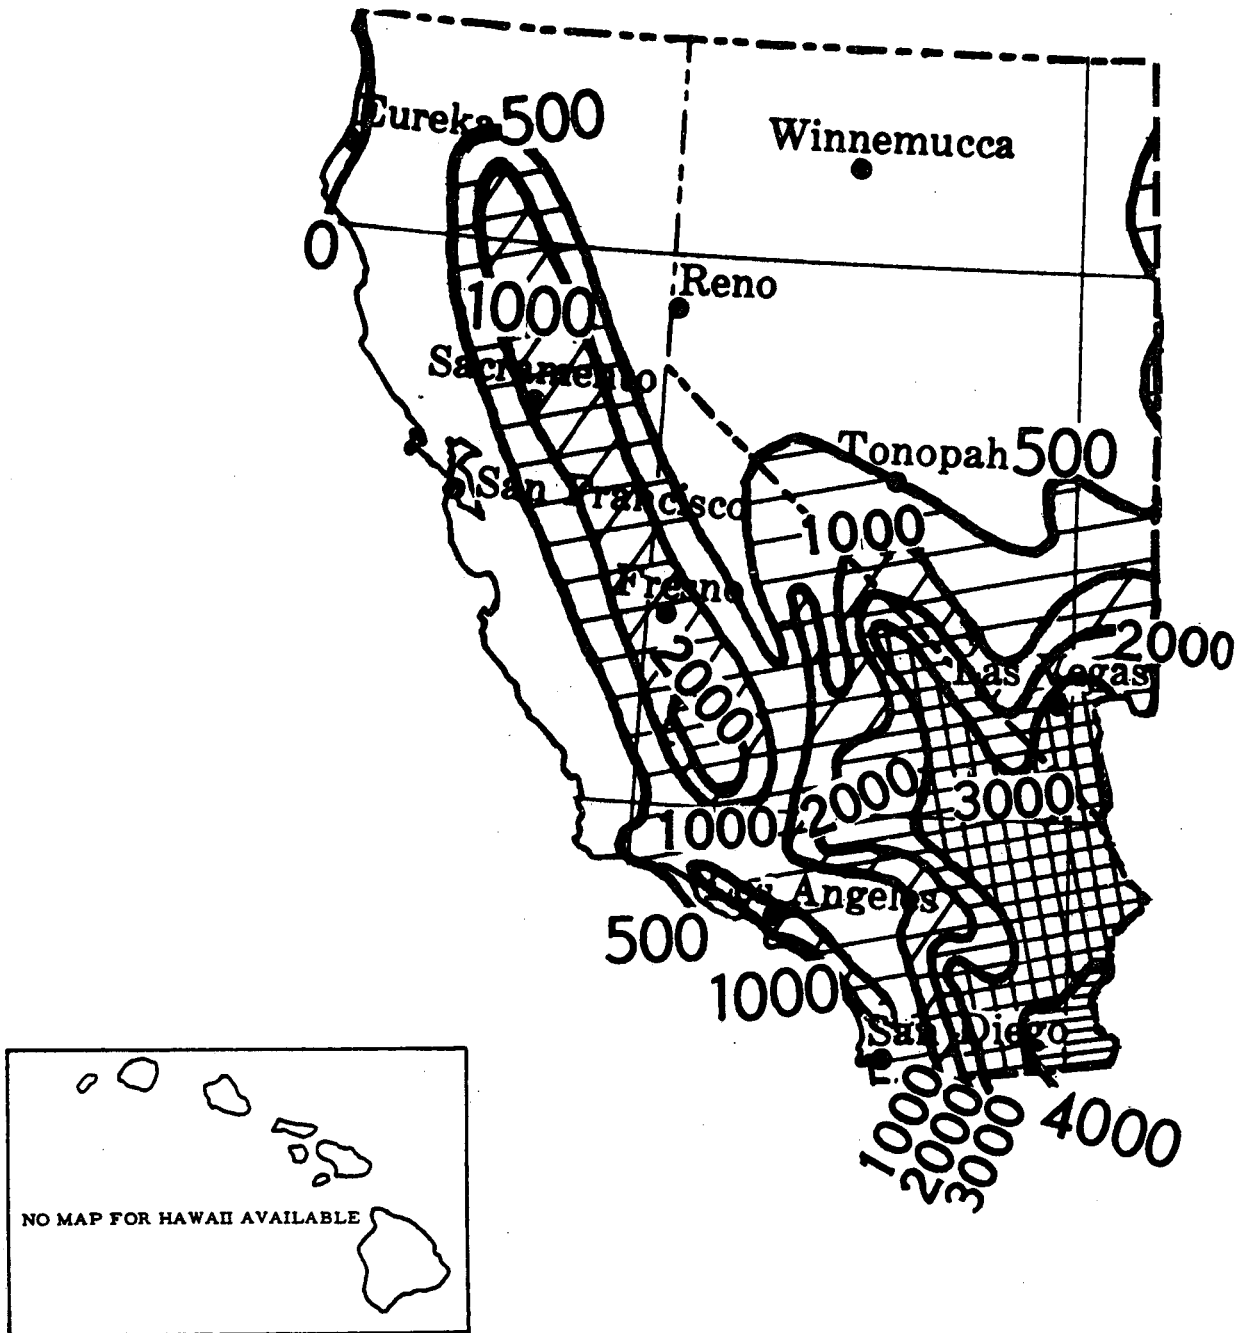 Eureka 500
Winnemucca
0
Reno
1000
Sacramento
Tonopah 500
San Francisco
1000
Fresno
2000
2000
Las Vegas
2000
3000
1000
Los Angeles
500
1000
San Diego
1000
2000
3000
4000
NO MAP FOR HAWAII AVAILABLE